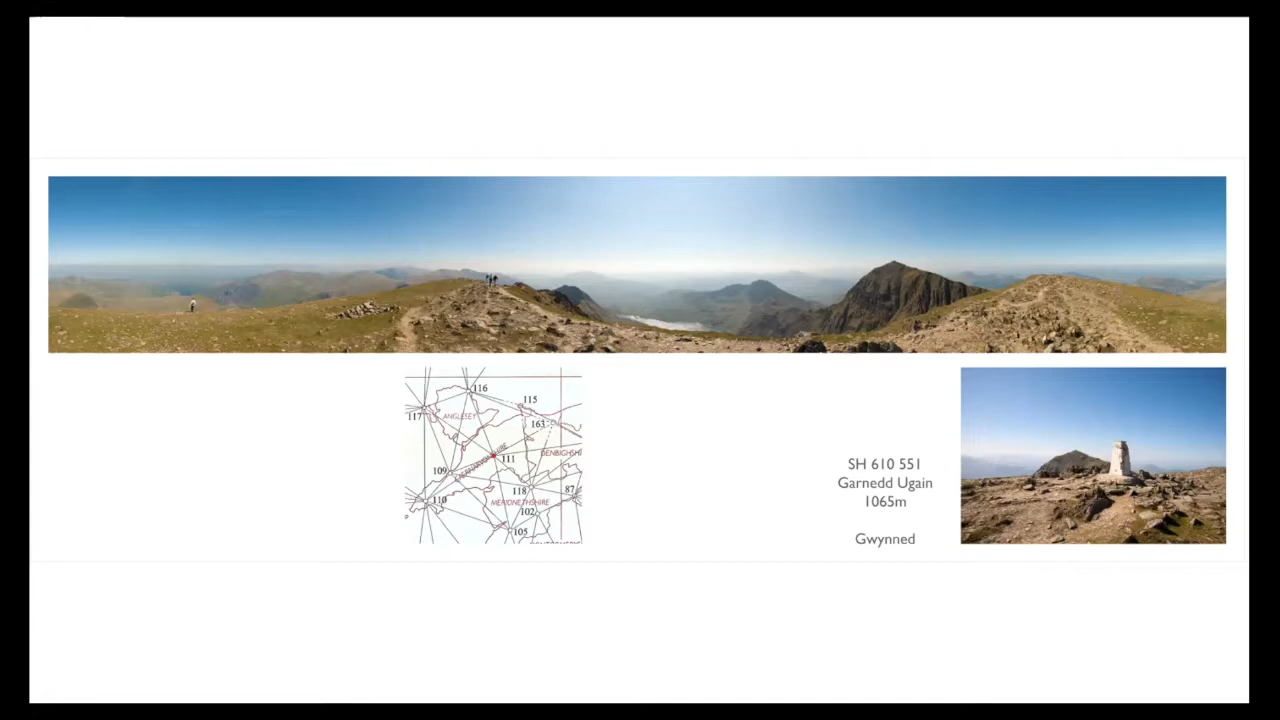 116
115
117
ANGLESEY
163
DENBIGHSH
111
109
118
87
110
MERIONETHSHIRE
102
105
SH 610 551
Garnedd Ugain
1065m
Gwynned